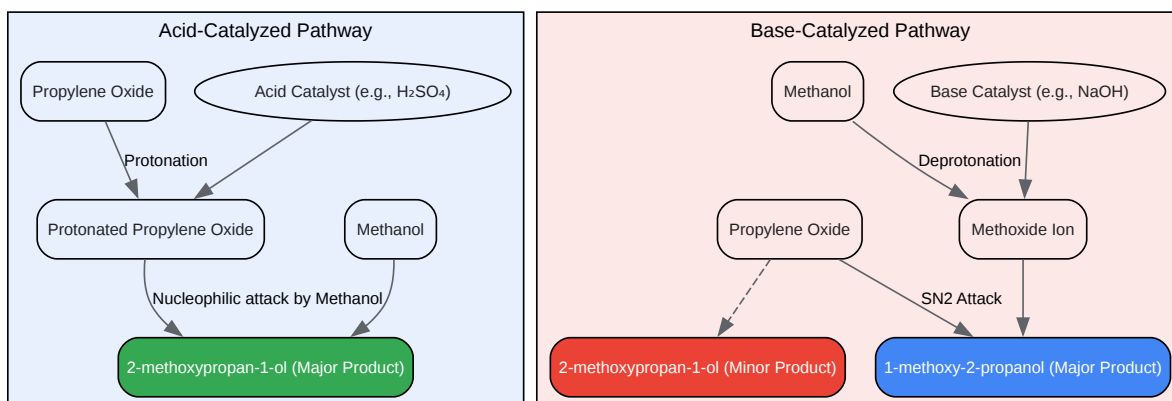 Acid-Catalyzed Pathway
Propylene Oxide
Acid Catalyst (e.g., H₂SO₄)
Protonation
Protonated Propylene Oxide
Methanol
Nucleophilic attack by Methanol
2-methoxypropan-1-ol (Major Product)
Base-Catalyzed Pathway
Methanol
Base Catalyst (e.g., NaOH)
Deprotonation
Propylene Oxide
Methoxide Ion
SN2 Attack
2-methoxypropan-1-ol (Minor Product)
1-methoxy-2-propanol (Major Product)